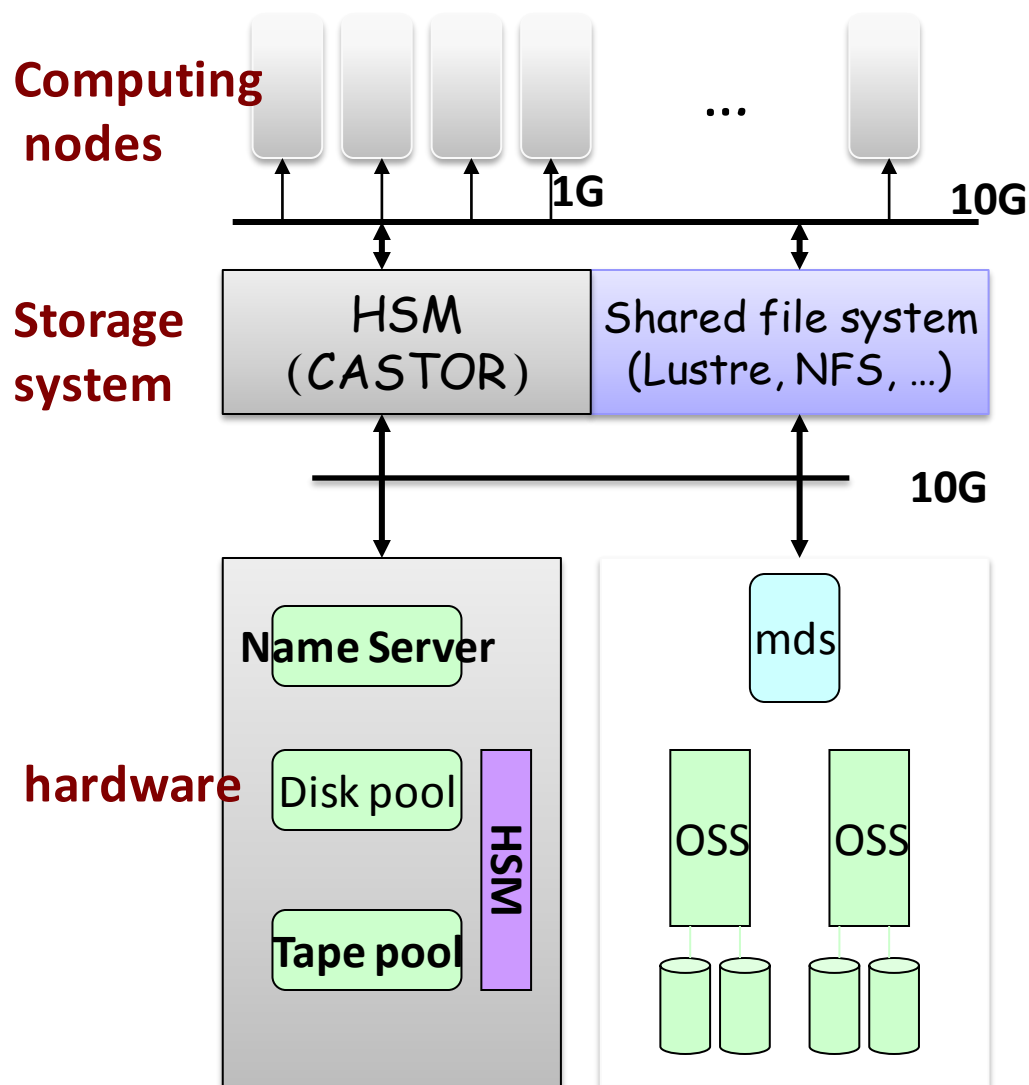 Computing
nodes
...
1G
10G
Storage
system
HSM
(CASTOR)
Shared file system
(Lustre, NFS, …)
10G
hardware
Name Server
Disk pool
HSM
Tape pool
mds
OSS
OSS